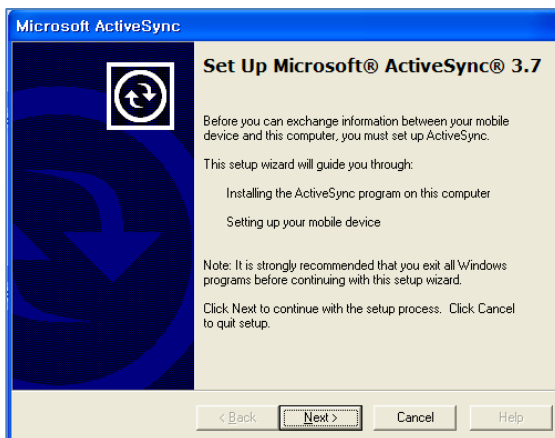 Microsoft ActiveSync
Set Up Microsoft® ActiveSync® 3.7
Before you can exchange information between your mobile
device and this computer, you must set up ActiveSync.
This setup wizard will guide you through:
Installing the ActiveSync program on this computer
Setting up your mobile device
Note: It is strongly recommended that you exit all Windows
programs before continuing with this setup wizard.
Click Next to continue with the setup process. Click Cancel
to quit setup.
< Back Next > Cancel Help